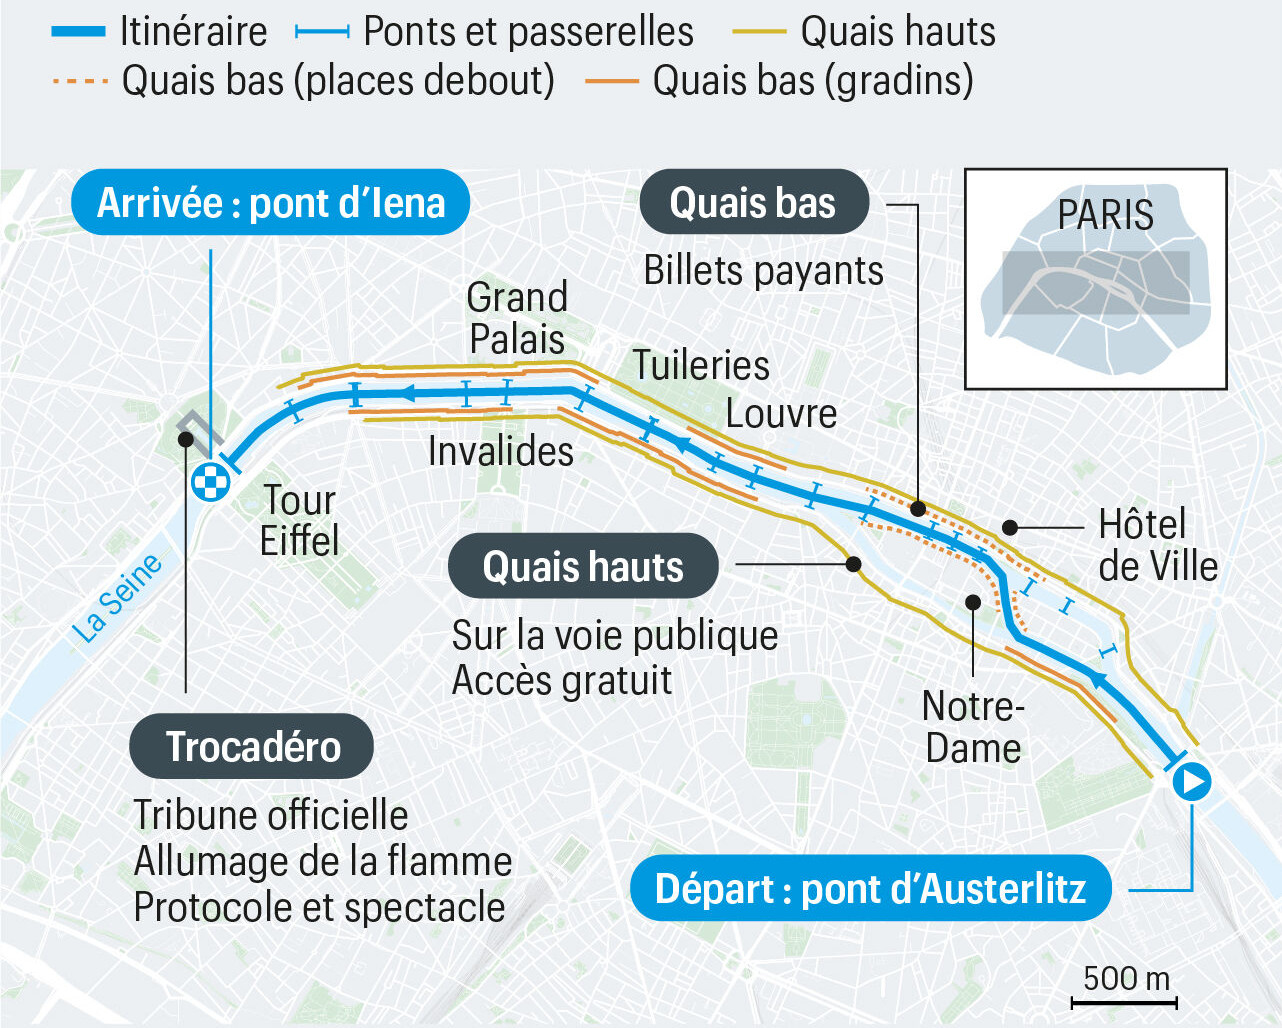 Itinéraire
Ponts et passerelles
Quais hauts
Quais bas (places debout)
Quais bas (gradins)
Arrivée : pont d'Iena
Quais bas
Billets payants
PARIS
Grand
Palais
Tuileries
Louvre
Invalides
Tour
Eiffel
La Seine
Hôtel
de Ville
Quais hauts
Sur la voie publique
Accès gratuit
Notre-
Dame
Trocadéro
Tribune officielle
Allumage de la flamme
Protocole et spectacle
Départ : pont d'Austerlitz
500 m